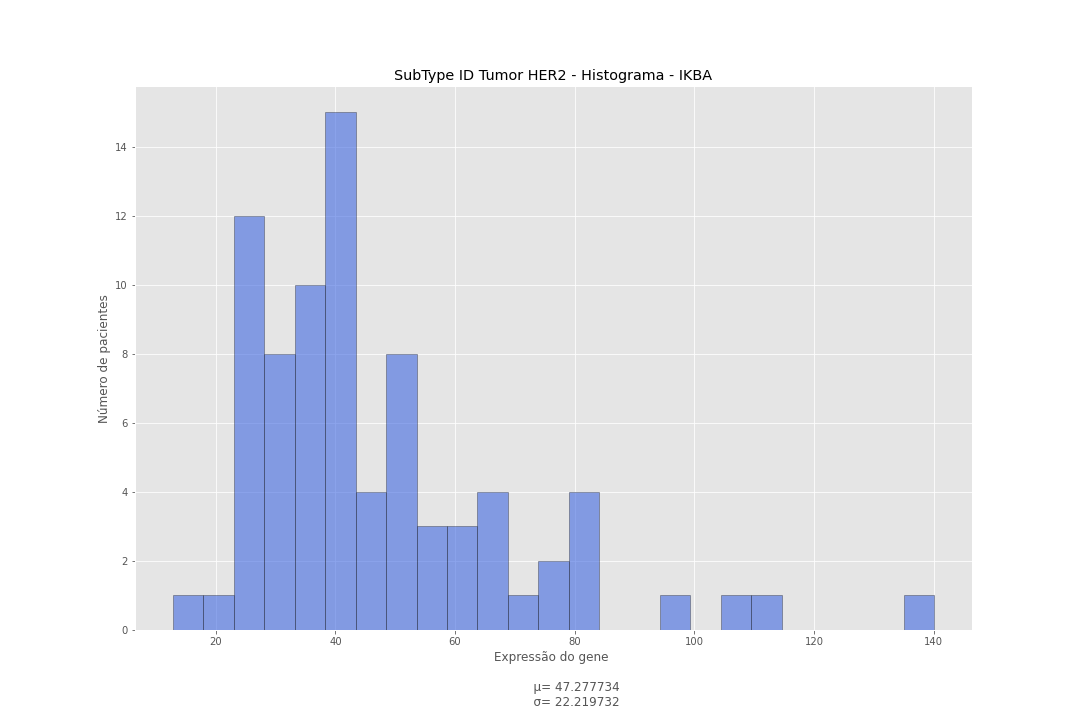 SubType ID Tumor HER2 - Histograma - IKBA
14
12
10
8
6
4
2
0
Número de pacientes
20 40 60 80 100 120 140
Expressão do gene
μ= 47.277734
σ= 22.219732